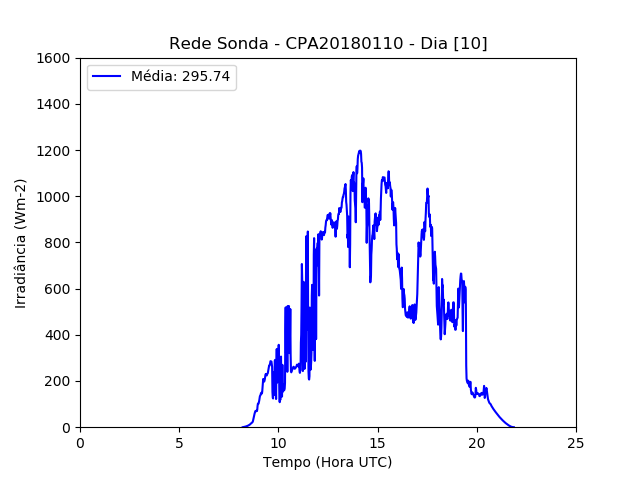 Rede Sonda - CPA20180110 - Dia [10]
Média: 295.74
Irradiância (Wm-2)
1600
1400
1200
1000
800
600
400
200
0
0 5 10 15 20 25
Tempo (Hora UTC)